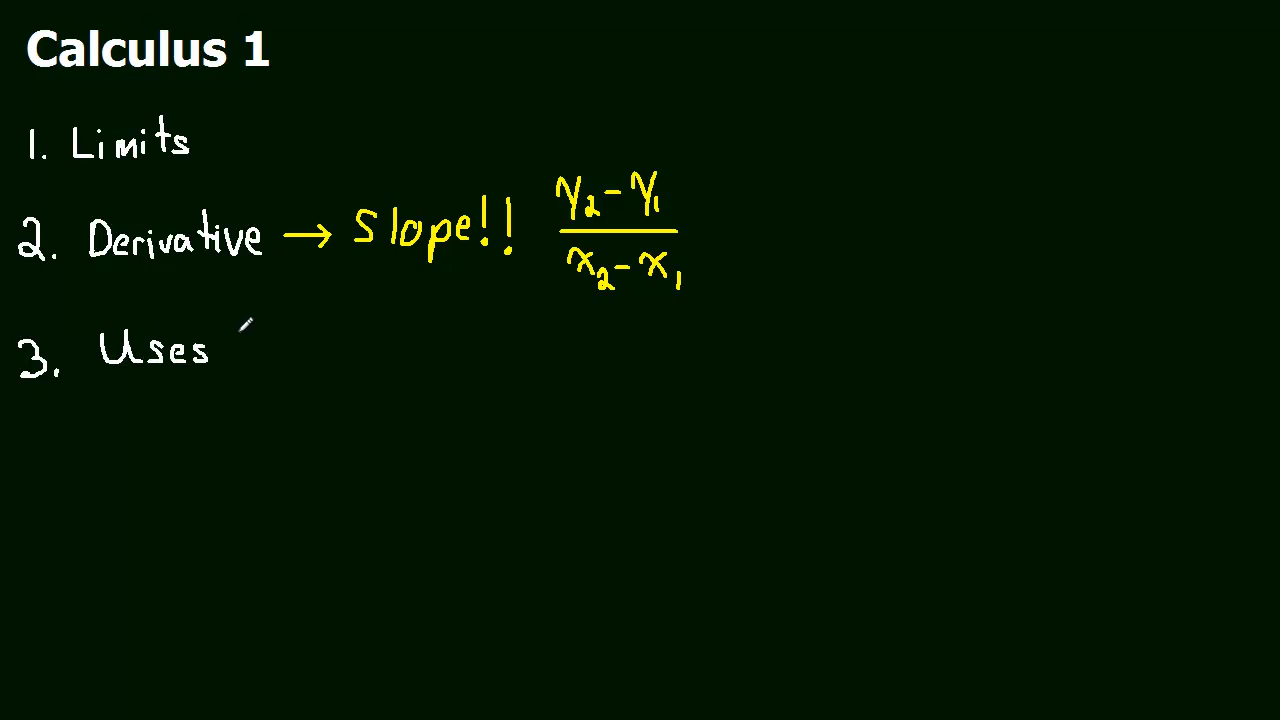 Calculus 1
1. Limits
2. Derivative → Slope!! y₂-y₁/x₂-x₁
3. Uses